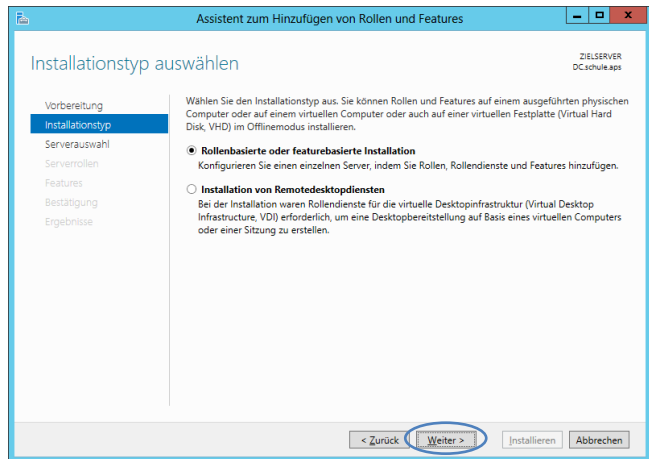 Assistent zum Hinzufügen von Rollen und Features
Installationstyp auswählen
ZIELSERVER
DC.schule.aps
Vorbereitung
Installationstyp
Serverauswahl
Serverrollen
Features
Bestätigung
Ergebnisse
Wählen Sie den Installationstyp aus. Sie können Rollen und Features auf einem ausgeführten physischen
Computer oder auf einem virtuellen Computer oder auch auf einer virtuellen Festplatte (Virtual Hard
Disk, VHD) im Offlinemodus installieren.
Rollenbasierte oder featurebasierte Installation
Konfigurieren Sie einen einzelnen Server, indem Sie Rollen, Rollendienste und Features hinzufügen.
Installation von Remotedesktopdiensten
Bei der Installation waren Rollendienste für die virtuelle Desktopinfrastruktur (Virtual Desktop
Infrastructure, VDI) erforderlich, um eine Desktopbereitstellung auf Basis eines virtuellen Computers
oder einer Sitzung zu erstellen.
< Zurück
Weiter >
Installieren
Abbrechen